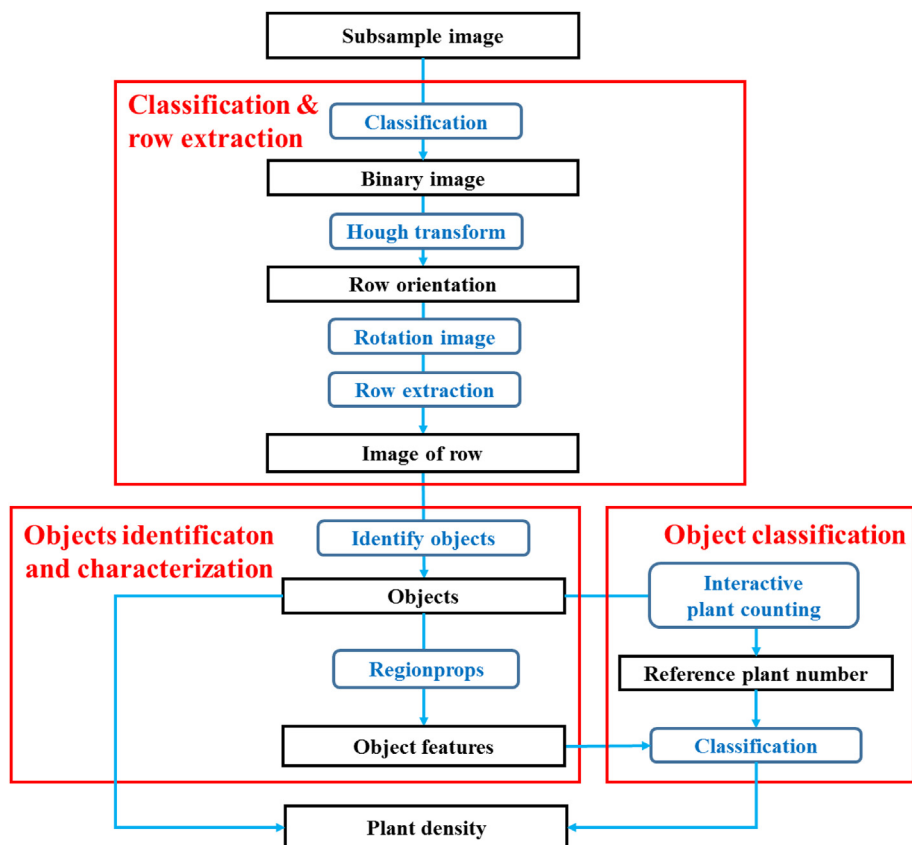 Subsample image
Classification &
row extraction
Classification
Binary image
Hough transform
Row orientation
Rotation image
Row extraction
Image of row
Objects identificaton
and characterization
Identify objects
Objects
Regionprops
Object features
Object classification
Interactive
plant counting
Reference plant number
Classification
Plant density